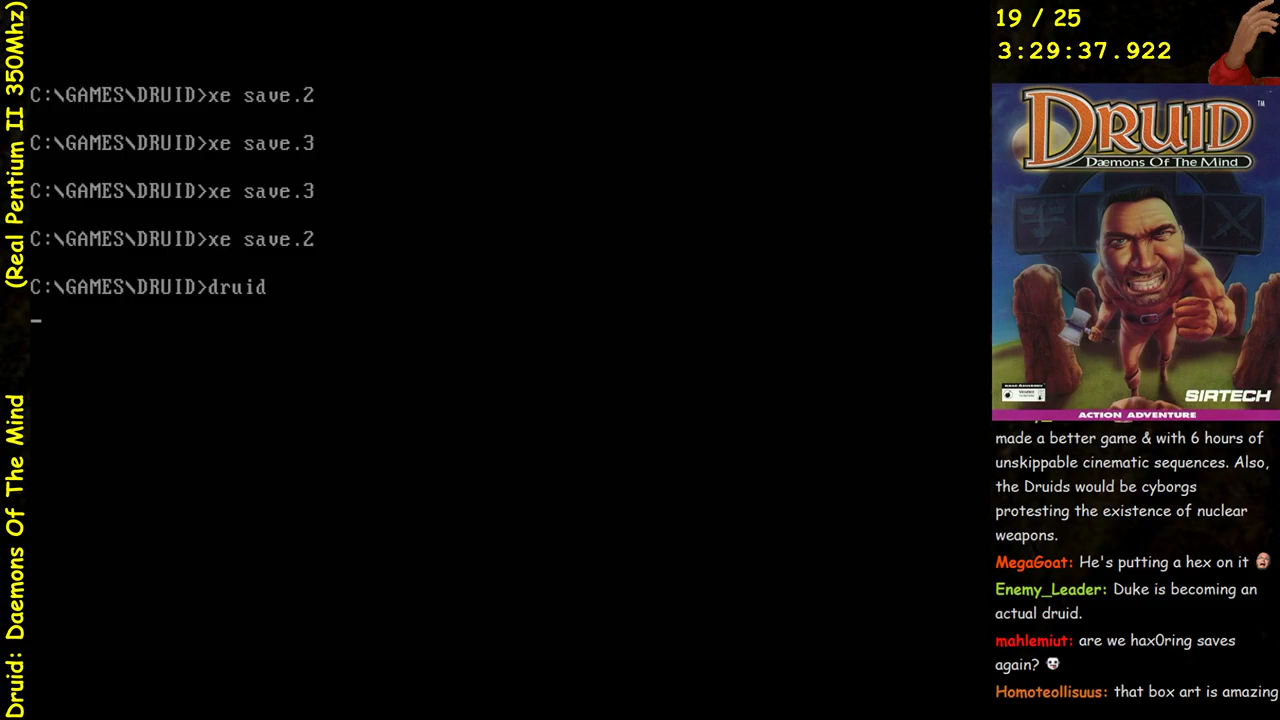 Druid: Daemons Of The Mind (Real Pentium II 350Mhz)
C:\GAMES\DRUID>xe save.2
C:\GAMES\DRUID>xe save.3
C:\GAMES\DRUID>xe save.3
C:\GAMES\DRUID>xe save.2
C:\GAMES\DRUID>druid
_
19 / 25
3:29:37.922
DRUID™
Dæmons Of The Mind
SIRTECH
ACTION ADVENTURE
made a better game & with 6 hours of
unskippable cinematic sequences. Also,
the Druids would be cyborgs
protesting the existence of nuclear
weapons.
MegaGoat: He's putting a hex on it
Enemy_Leader: Duke is becoming an
actual druid.
mahlemiut: are we hax0ring saves
again?
Homoteollisuus: that box art is amazing